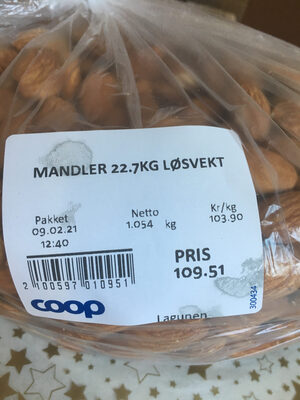 MANDLER 22.7KG LØSVEKT
Pakket Netto Kr/kg
09.02.21 1.054 kg 103.90
12:40
PRIS
109.51
2 100597 010951
coop
300434
Lagunen